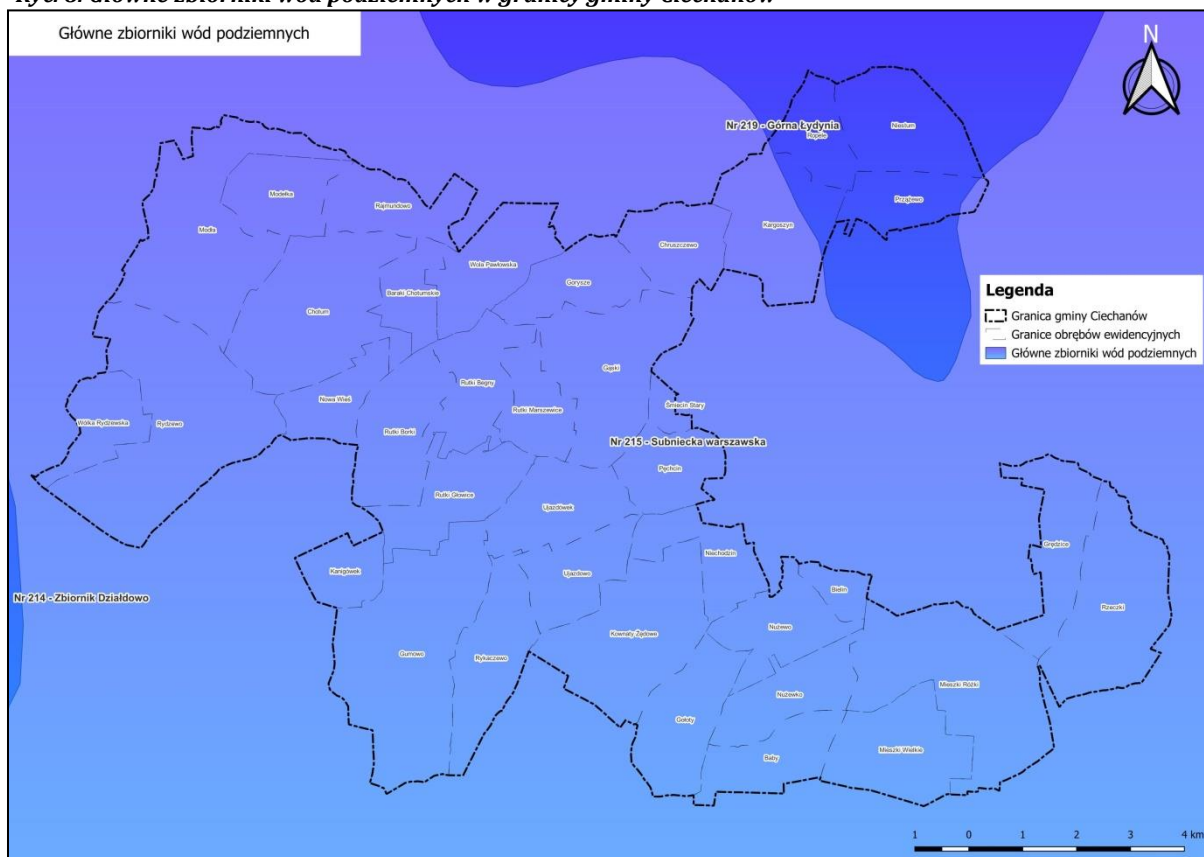 Ryc. 8. Główne zbiorniki wód podziemnych w granicy gminy Ciechanów
Główne zbiorniki wód podziemnych
N
Nr 219 - Górna Łydynia
Ropele
Niestum
Modełka
Rajmundowo
Przążewo
Modła
Kargoszyn
Chruszczewo
Wola Pawłowska
Gorysze
Baraki Chotumskie
Chotum
Legenda
Granica gminy Ciechanów
Granice obrębów ewidencyjnych
Główne zbiorniki wód podziemnych
Gąski
Rutki Begny
Nowa Wieś
Rutki Marszewice
Śmiecin Stary
Wólka Rydzewska
Rydzewo
Rutki Borki
Nr 215 - Subniecka warszawska
Pęchcin
Rutki Głowice
Ujazdówek
Niechodzin
Grędzice
Kanigówek
Ujazdowo
Bielin
Rzeczki
Nr 214 - Zbiornik Działdowo
Kownaty Żędowe
Nużewo
Gumowo
Rykaczewo
Mieszki Różki
Nużewko
Gołoty
Baby
Mieszki Wielkie
1 0 1 2 3 4 km